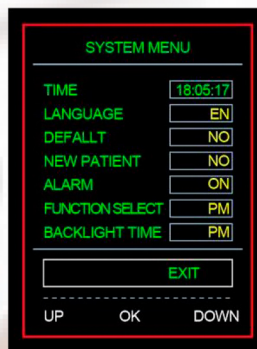 SYSTEM MENU
TIME 18:05:17
LANGUAGE EN
DEFALLT NO
NEW PATIENT NO
ALARM ON
FUNCTION SELECT PM
BACKLIGHT TIME PM
EXIT
UP OK DOWN